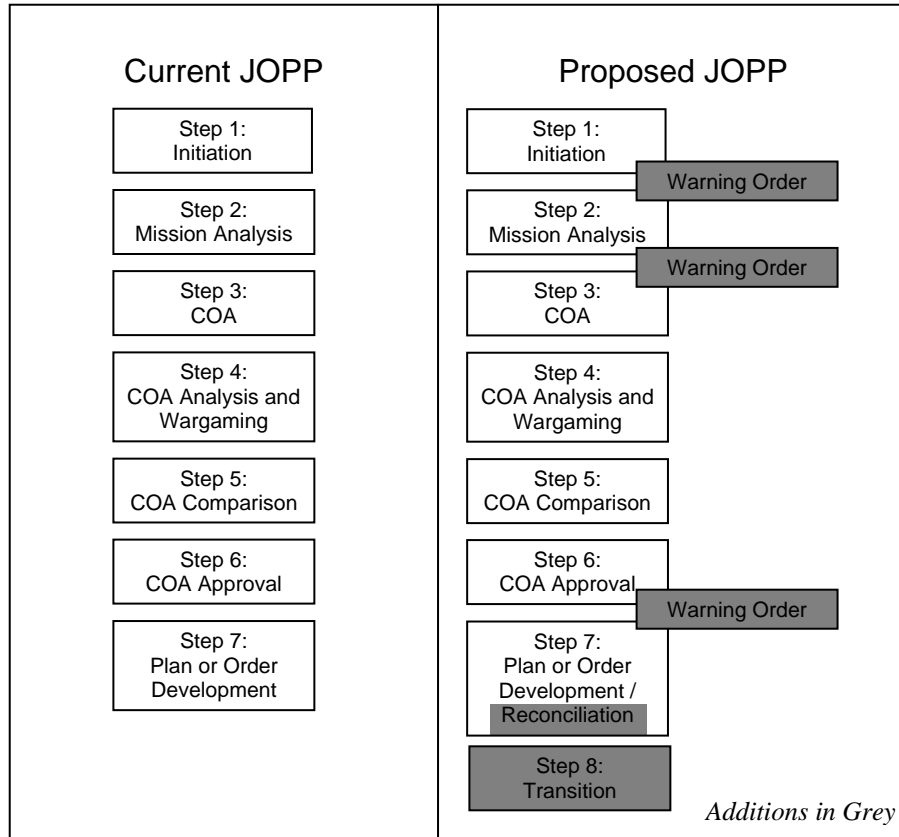 Current JOPP
Step 1:
Initiation
Step 2:
Mission Analysis
Step 3:
COA
Step 4:
COA Analysis and
Wargaming
Step 5:
COA Comparison
Step 6:
COA Approval
Step 7:
Plan or Order
Development
Proposed JOPP
Step 1:
Initiation
Warning Order
Step 2:
Mission Analysis
Warning Order
Step 3:
COA
Step 4:
COA Analysis and
Wargaming
Step 5:
COA Comparison
Step 6:
COA Approval
Warning Order
Step 7:
Plan or Order
Development /
Reconciliation
Step 8:
Transition
Additions in Grey